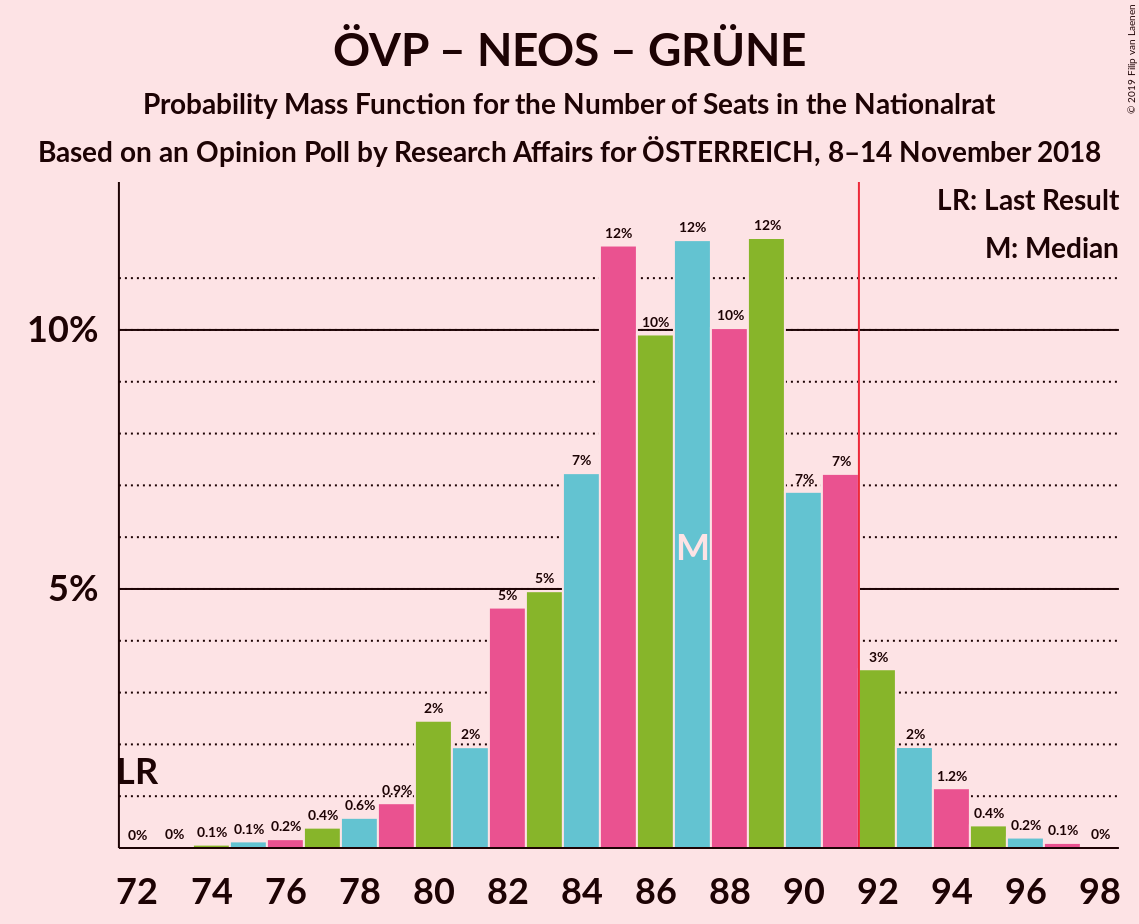 ÖVP – NEOS – GRÜNE
Probability Mass Function for the Number of Seats in the Nationalrat
Based on an Opinion Poll by Research Affairs for ÖSTERREICH, 8–14 November 2018
© 2019 Filip van Laenen
LR: Last Result
M: Median
12% 12% 12%
10% 10% 10%
7% 7% 7%
M
5% 5% 5%
3%
2% 2% 2%
LR
1.2%
0% 0% 0.1% 0.1% 0.2% 0.4% 0.6% 0.9% 0.4% 0.2% 0.1% 0%
72 74 76 78 80 82 84 86 88 90 92 94 96 98